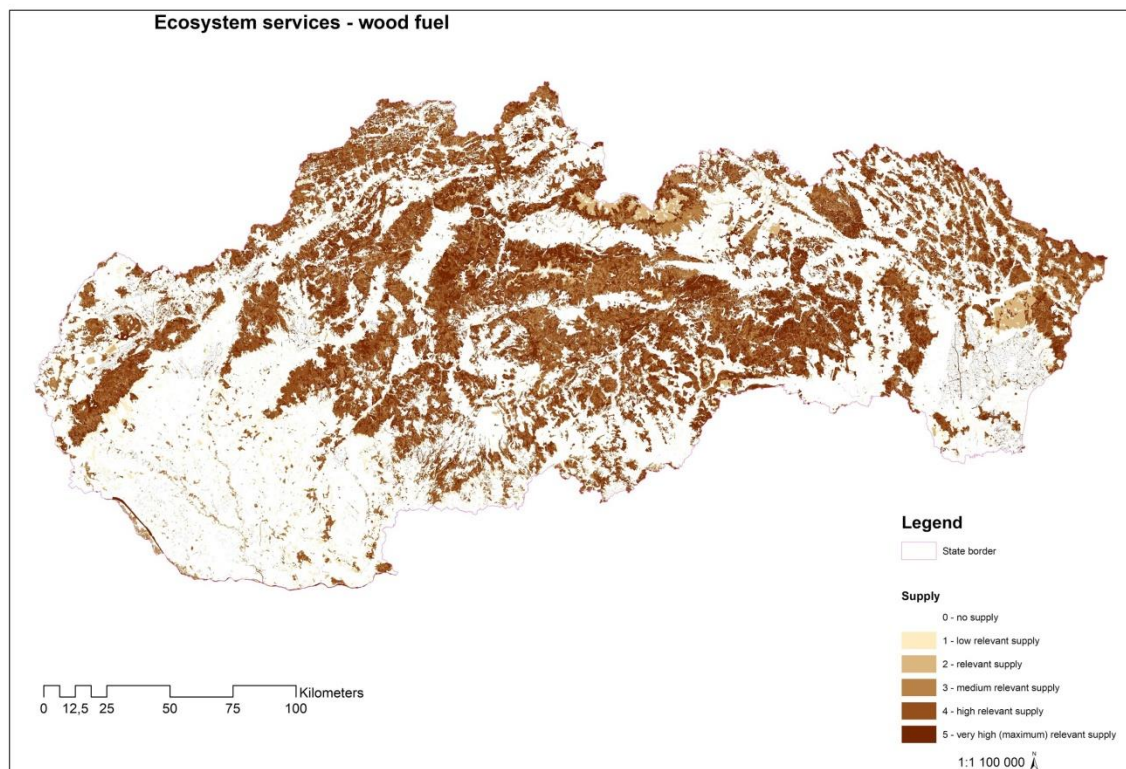 Ecosystem services - wood fuel
Legend
State border
Supply
0 - no supply
1 - low relevant supply
2 - relevant supply
3 - medium relevant supply
4 - high relevant supply
5 - very high (maximum) relevant supply
Kilometers
0 12,5 25 50 75 100
1:1 100 000 N